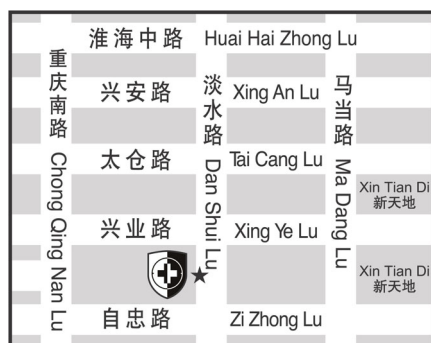 淮海中路 Huai Hai Zhong Lu
重庆南路 Chong Qing Nan Lu
兴安路 Xing An Lu
淡水路 Dan Shui Lu
马当路 Ma Dang Lu
太仓路 Tai Cang Lu
Xin Tian Di
新天地
兴业路 Xing Ye Lu
Xin Tian Di
新天地
自忠路 Zi Zhong Lu